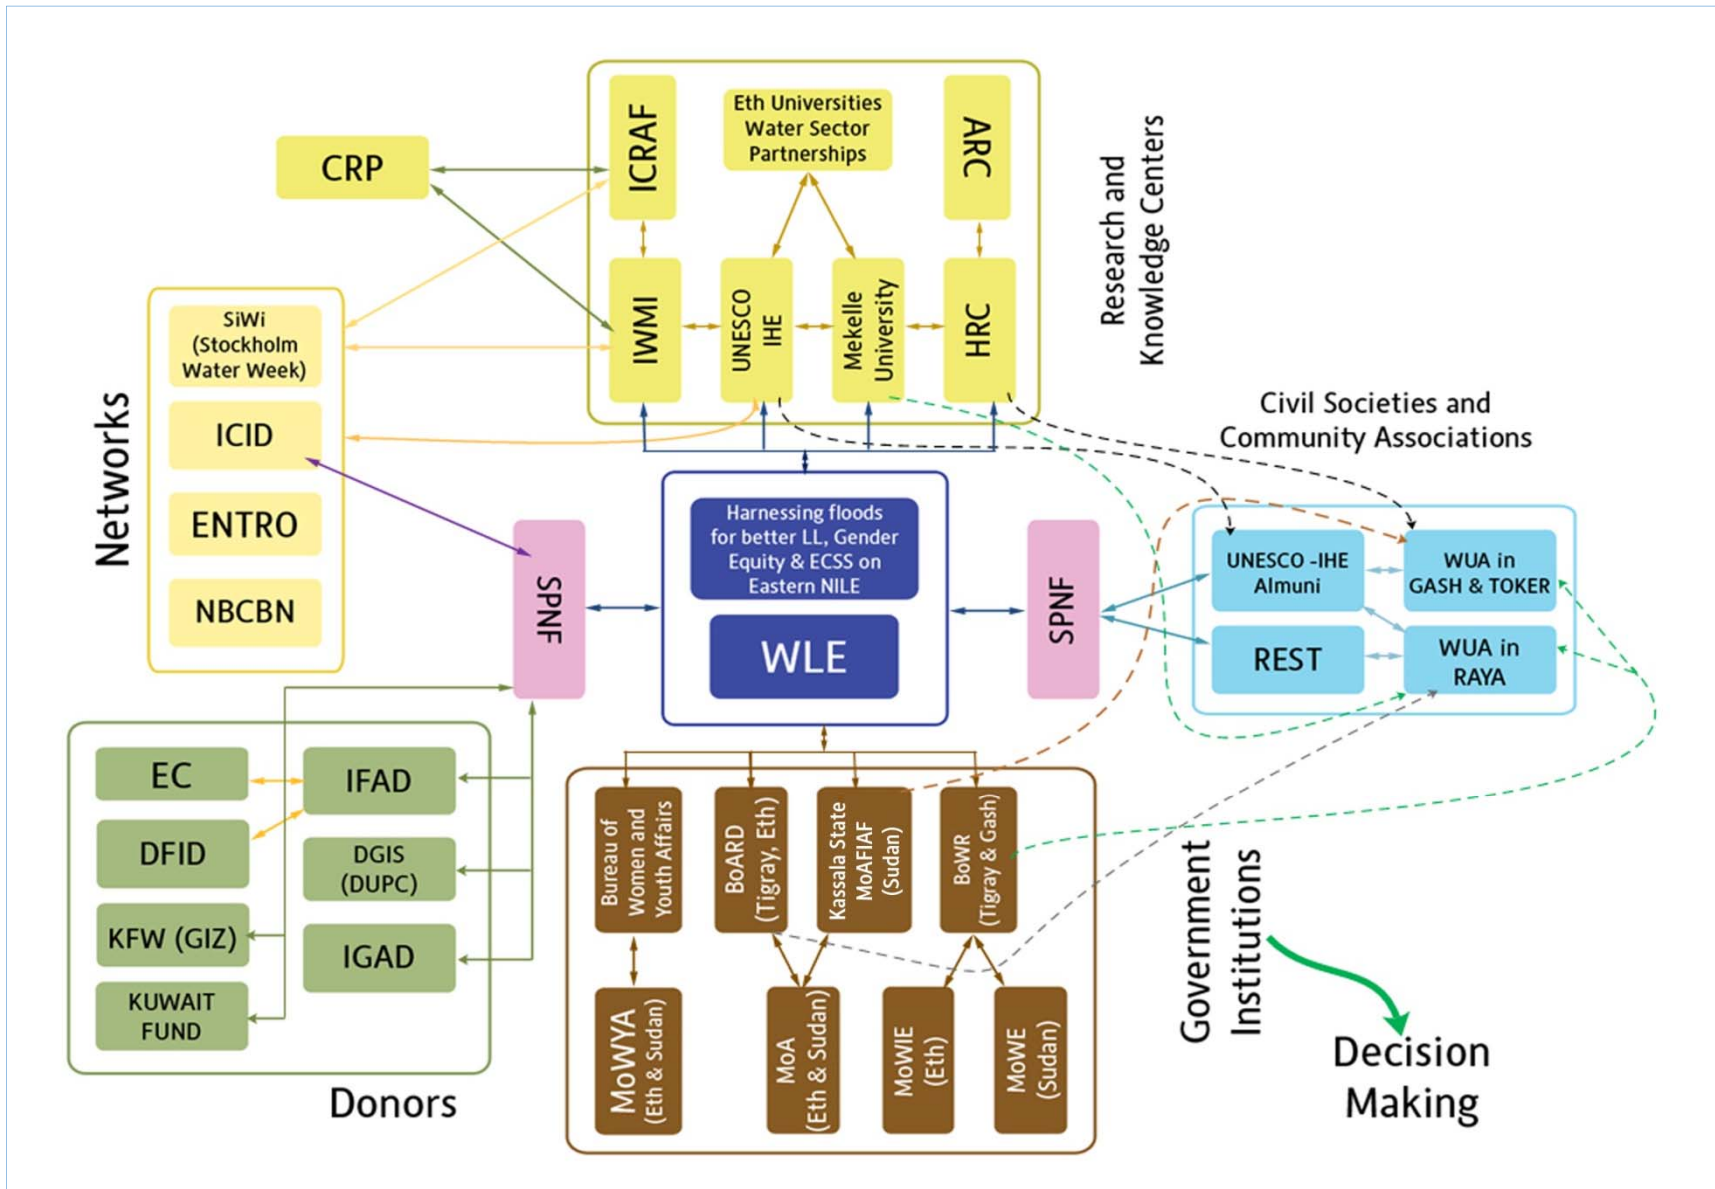 CRP
ICRAF
Eth Universities
Water Sector
Partnerships
ARC
IWMI
UNESCO
IHE
Mekelle
University
HRC
Research and
Knowledge Centers
Networks
SiWi
(Stockholm
Water Week)
ICID
ENTRO
NBCBN
SPNF
Harnessing floods
for better LL, Gender
Equity & ECSS on
Eastern NILE
WLE
SPNF
Civil Societies and
Community Associations
UNESCO -IHE
Almuni
WUA in
GASH & TOKER
REST
WUA in
RAYA
EC
IFAD
DFID
DGIS
(DUPC)
KFW (GIZ)
IGAD
KUWAIT
FUND
Donors
Bureau of
Women and
Youth Affairs
BoARD
(Tigray, Eth)
Kassala State
MoAFIAF
(Sudan)
BoWR
(Tigray & Gash)
MoWYA
(Eth & Sudan)
MoA
(Eth & Sudan)
MoWIE
(Eth)
MoWE
(Sudan)
Government
Institutions
Decision
Making